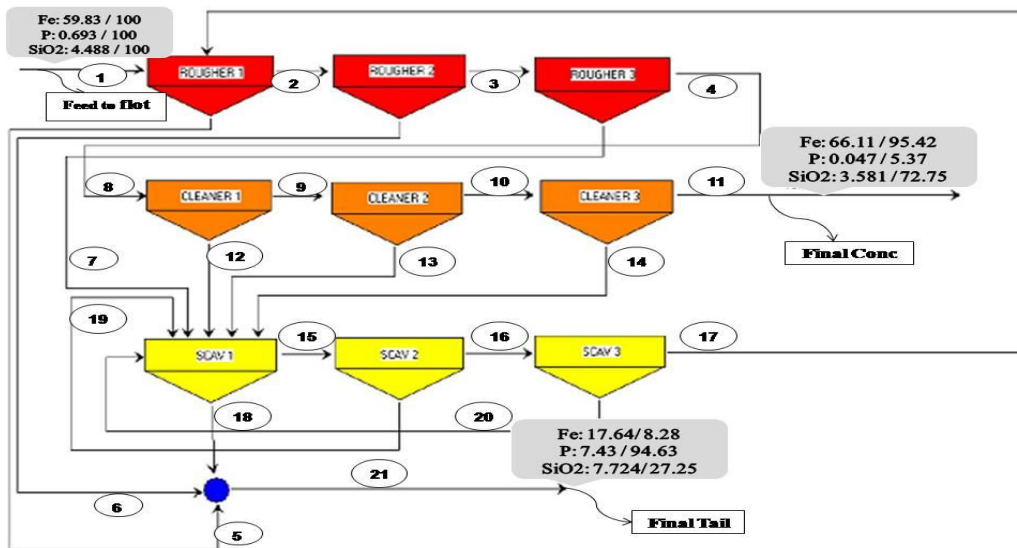 Fe: 59.83 / 100
P: 0.693 / 100
SiO2: 4.488 / 100
1
ROUGHER 1
2
ROUGHER 2
3
ROUGHER 3
4
Feed to flot
Fe: 66.11 / 95.42
P: 0.047/ 5.37
SiO2: 3.581/ 72.75
8
CLEANER 1
9
CLEANER 2
10
CLEANER 3
11
Final Conc
7
12
13
14
19
SCAV 1
15
SCAV 2
16
SCAV 3
17
18
20
Fe: 17.64/ 8.28
P: 7.43/ 94.63
SiO2: 7.724/ 27.25
21
6
5
Final Tail